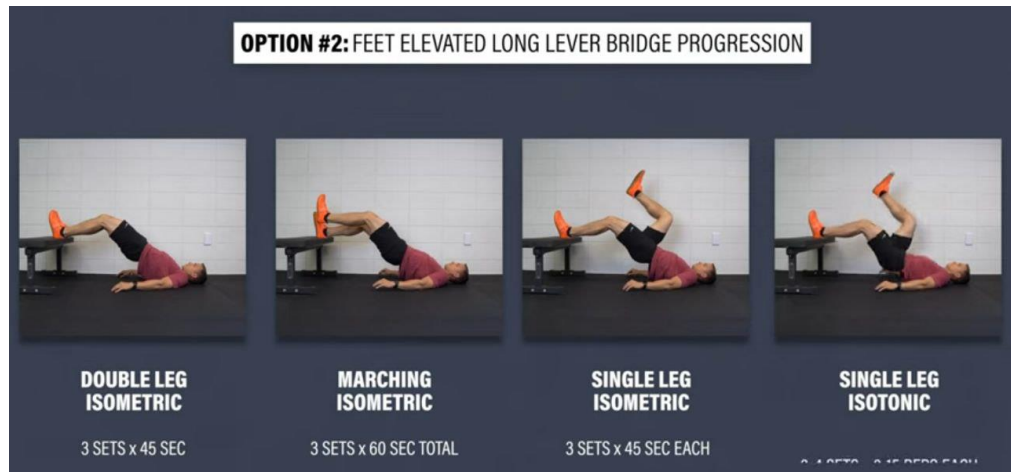 OPTION #2: FEET ELEVATED LONG LEVER BRIDGE PROGRESSION
DOUBLE LEG
ISOMETRIC
3 SETS x 45 SEC
MARCHING
ISOMETRIC
3 SETS x 60 SEC TOTAL
SINGLE LEG
ISOMETRIC
3 SETS x 45 SEC EACH
SINGLE LEG
ISOTONIC